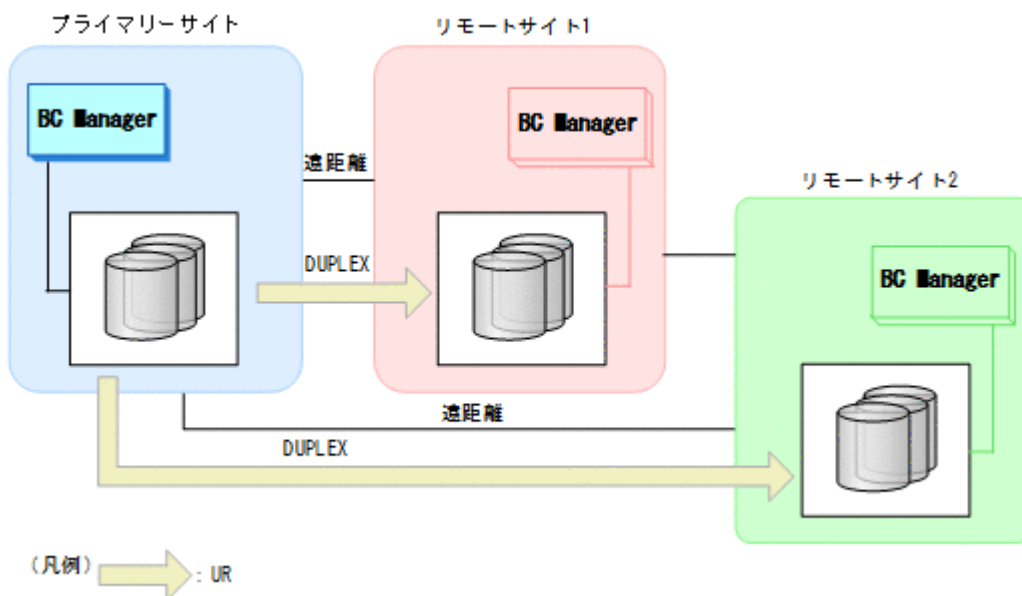 プライマリーサイト
リモートサイト1
BC Manager
BC Manager
遠距離
リモートサイト2
DUPLEX
BC Manager
遠距離
DUPLEX
(凡例)
: UR